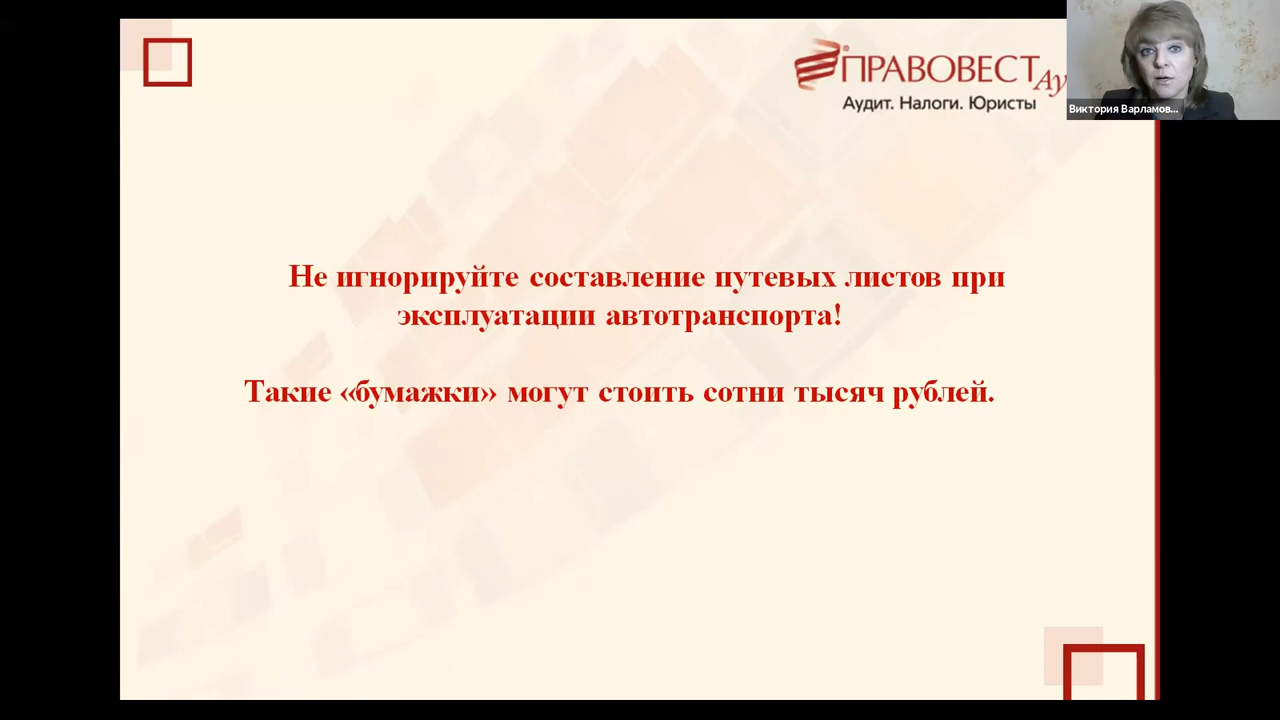 ПРАВОВЕСТ
Аудит. Налоги. Юристы
Виктория Варламов...
Не игнорируйте составление путевых листов при
эксплуатации автотранспорта!
Такие «бумажки» могут стоить сотни тысяч рублей.